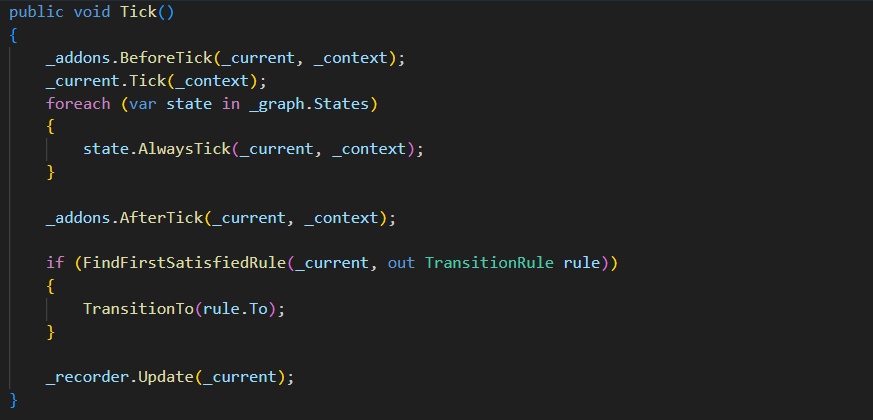 public void Tick()
{
    _addons.BeforeTick(_current, _context);
    _current.Tick(_context);
    foreach (var state in _graph.States)
    {
        state.AlwaysTick(_current, _context);
    }

    _addons.AfterTick(_current, _context);

    if (FindFirstSatisfiedRule(_current, out TransitionRule rule))
    {
        TransitionTo(rule.To);
    }

    _recorder.Update(_current);
}